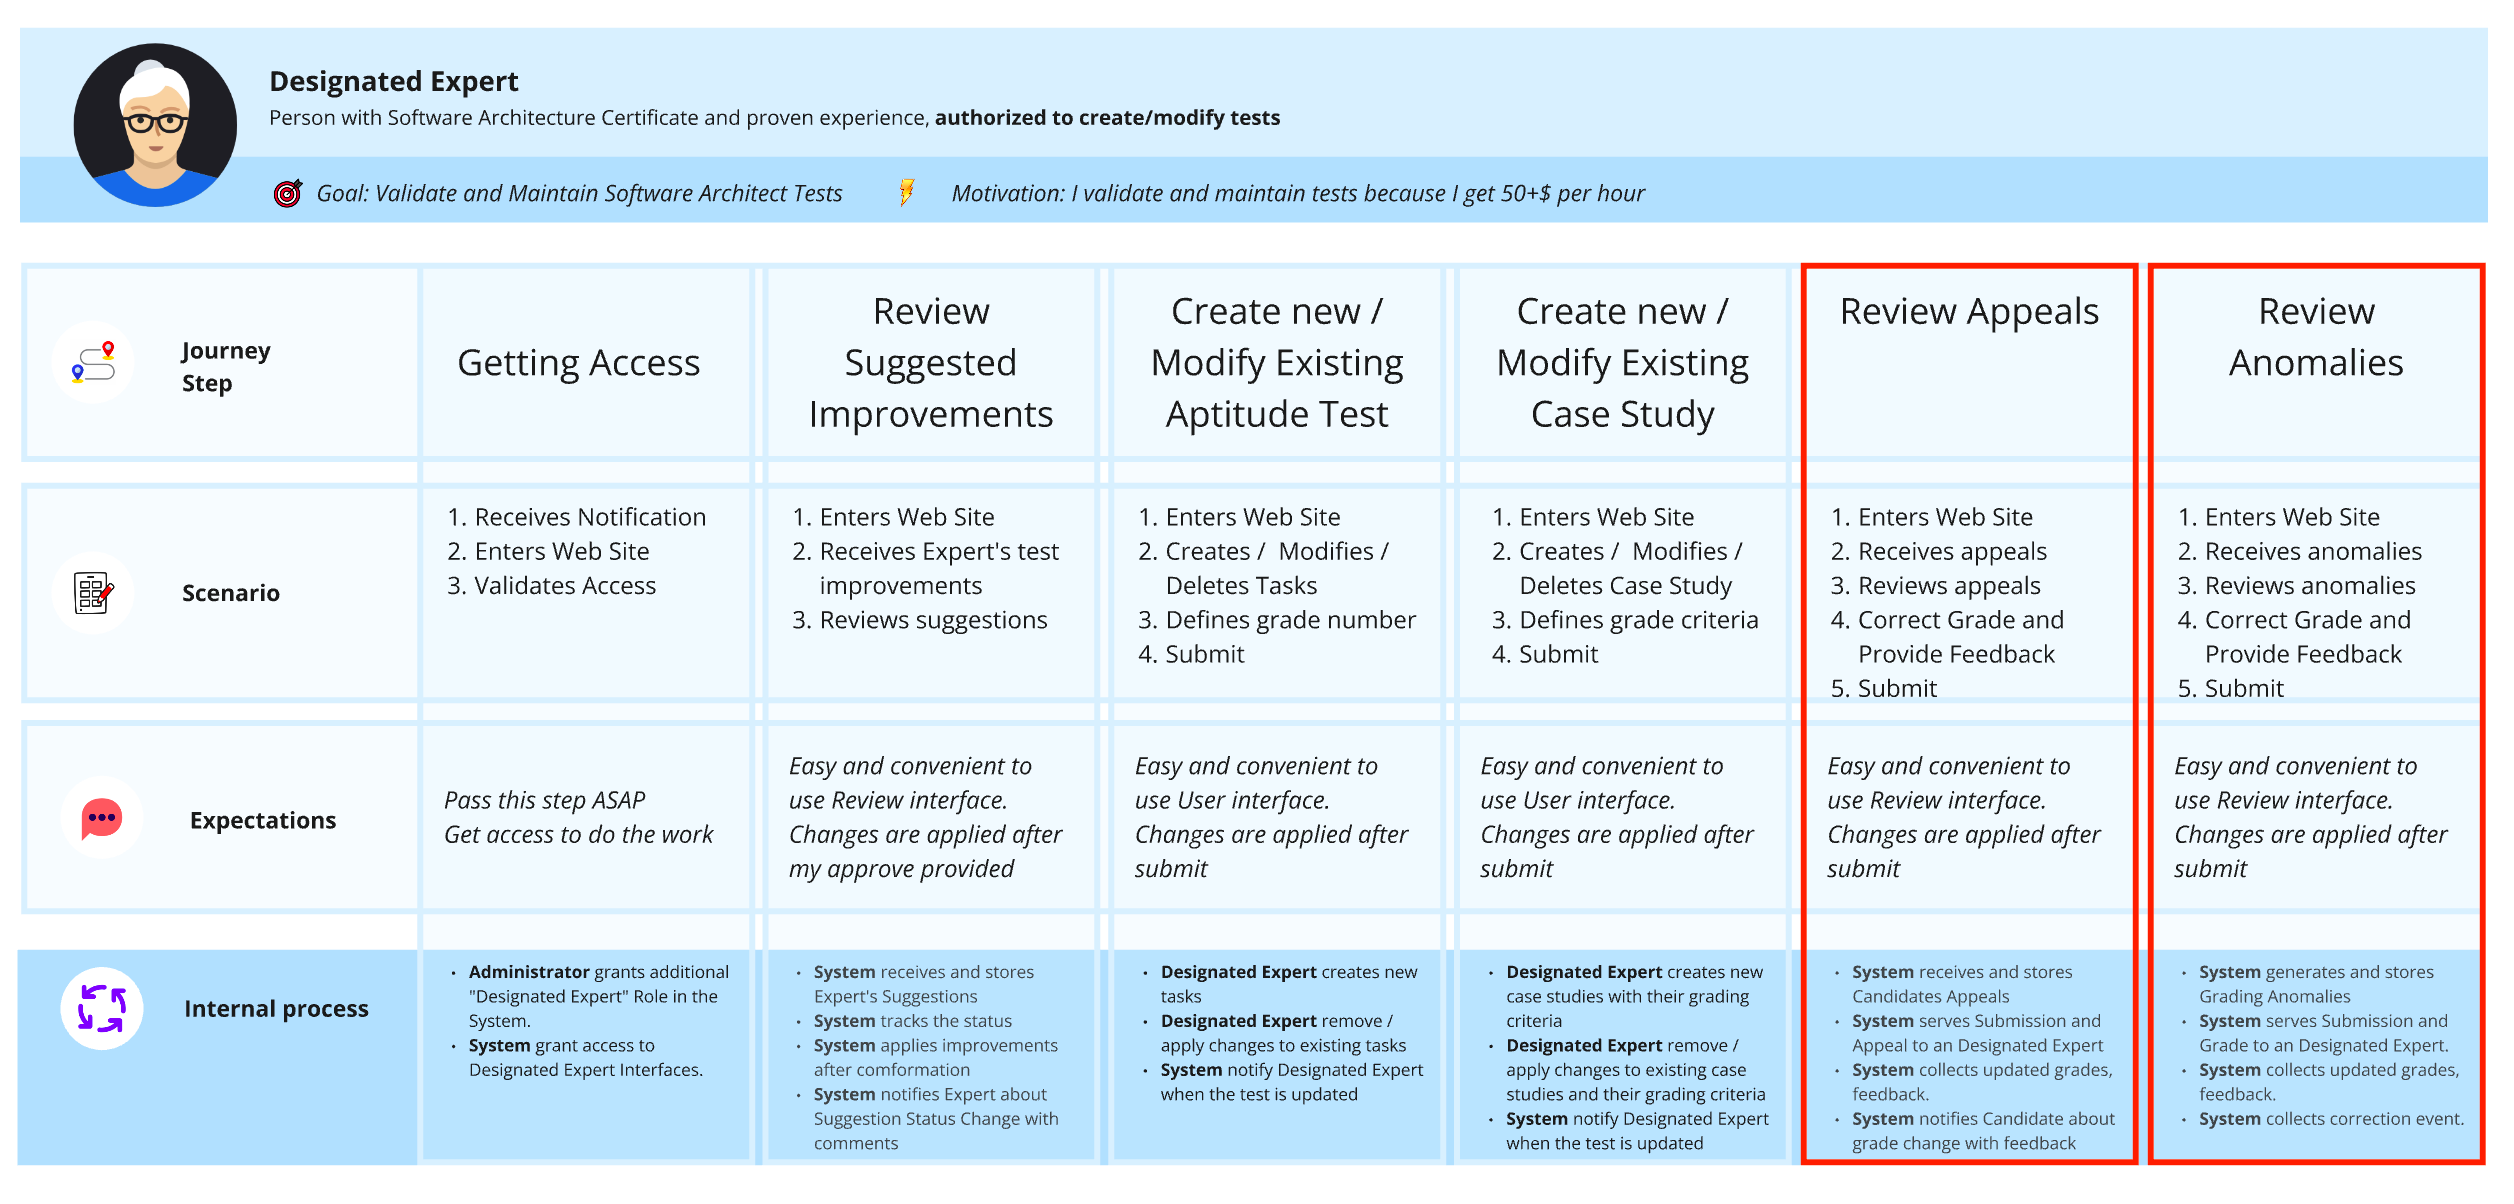 Designated Expert
Person with Software Architecture Certificate and proven experience, authorized to create/modify tests
Goal: Validate and Maintain Software Architect Tests
Motivation: I validate and maintain tests because I get 50+$ per hour
Journey
Step
Getting Access
Review
Suggested
Improvements
Create new /
Modify Existing
Aptitude Test
Create new /
Modify Existing
Case Study
Review Appeals
Review
Anomalies
Scenario
1. Receives Notification
2. Enters Web Site
3. Validates Access
1. Enters Web Site
2. Receives Expert's test
improvements
3. Reviews suggestions
1. Enters Web Site
2. Creates / Modifies /
Deletes Tasks
3. Defines grade number
4. Submit
1. Enters Web Site
2. Creates / Modifies /
Deletes Case Study
3. Defines grade criteria
4. Submit
1. Enters Web Site
2. Receives appeals
3. Reviews appeals
4. Correct Grade and
Provide Feedback
5. Submit
1. Enters Web Site
2. Receives anomalies
3. Reviews anomalies
4. Correct Grade and
Provide Feedback
5. Submit
Expectations
Pass this step ASAP
Get access to do the work
Easy and convenient to
use Review interface.
Changes are applied after
my approve provided
Easy and convenient to
use User interface.
Changes are applied after
submit
Easy and convenient to
use User interface.
Changes are applied after
submit
Easy and convenient to
use Review interface.
Changes are applied after
submit
Easy and convenient to
use Review interface.
Changes are applied after
submit
Internal process
• Administrator grants additional
"Designated Expert" Role in the
System.
• System grant access to
Designated Expert Interfaces.
• System receives and stores
Expert's Suggestions
• System tracks the status
• System applies improvements
after comformation
• System notifies Expert about
Suggestion Status Change with
comments
• Designated Expert creates new
tasks
• Designated Expert remove /
apply changes to existing tasks
• System notify Designated Expert
when the test is updated
• Designated Expert creates new
case studies with their grading
criteria
• Designated Expert remove /
apply changes to existing case
studies and their grading criteria
• System notify Designated Expert
when the test is updated
• System receives and stores
Candidates Appeals
• System serves Submission and
Appeal to an Designated Expert
• System collects updated grades,
feedback.
• System notifies Candidate about
grade change with feedback
• System generates and stores
Grading Anomalies
• System serves Submission and
Grade to an Designated Expert.
• System collects updated grades,
feedback.
• System collects correction event.